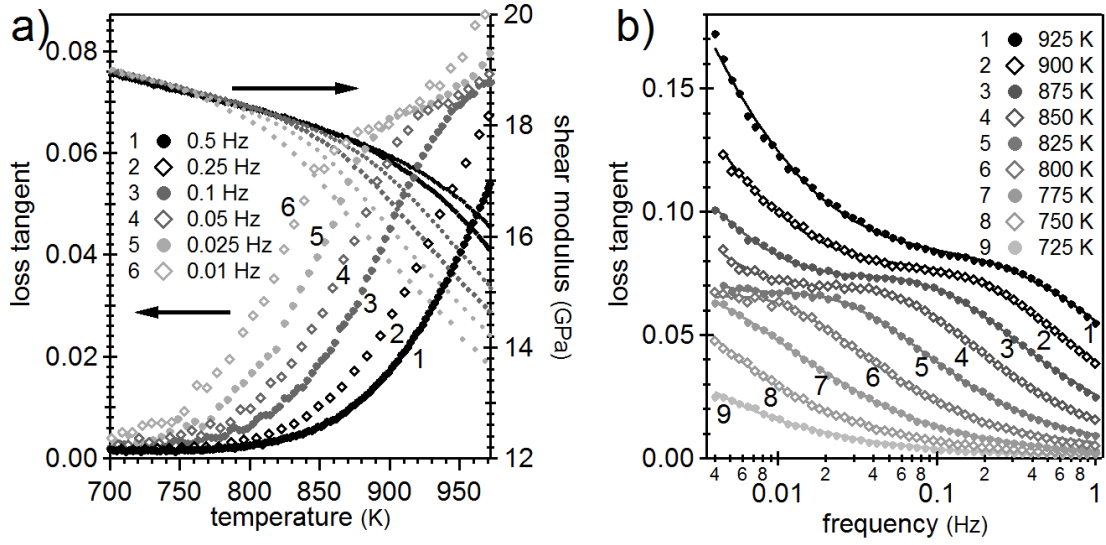 a)
0.08
0.06
0.04
0.02
0.00
loss tangent
20
18
16
14
12
shear modulus (GPa)
700
750
800
850
900
950
temperature (K)
1 0.5 Hz
2 0.25 Hz
3 0.1 Hz
4 0.05 Hz
5 0.025 Hz
6 0.01 Hz
6
5
4
3
2
1
b)
0.15
0.10
0.05
0.00
loss tangent
1 925 K
2 900 K
3 875 K
4 850 K
5 825 K
6 800 K
7 775 K
8 750 K
9 725 K
1
2
3
4
5
6
7
8
9
4 6 8 2 4 6 8 2 4 6 8
0.01 0.1 1
frequency (Hz)